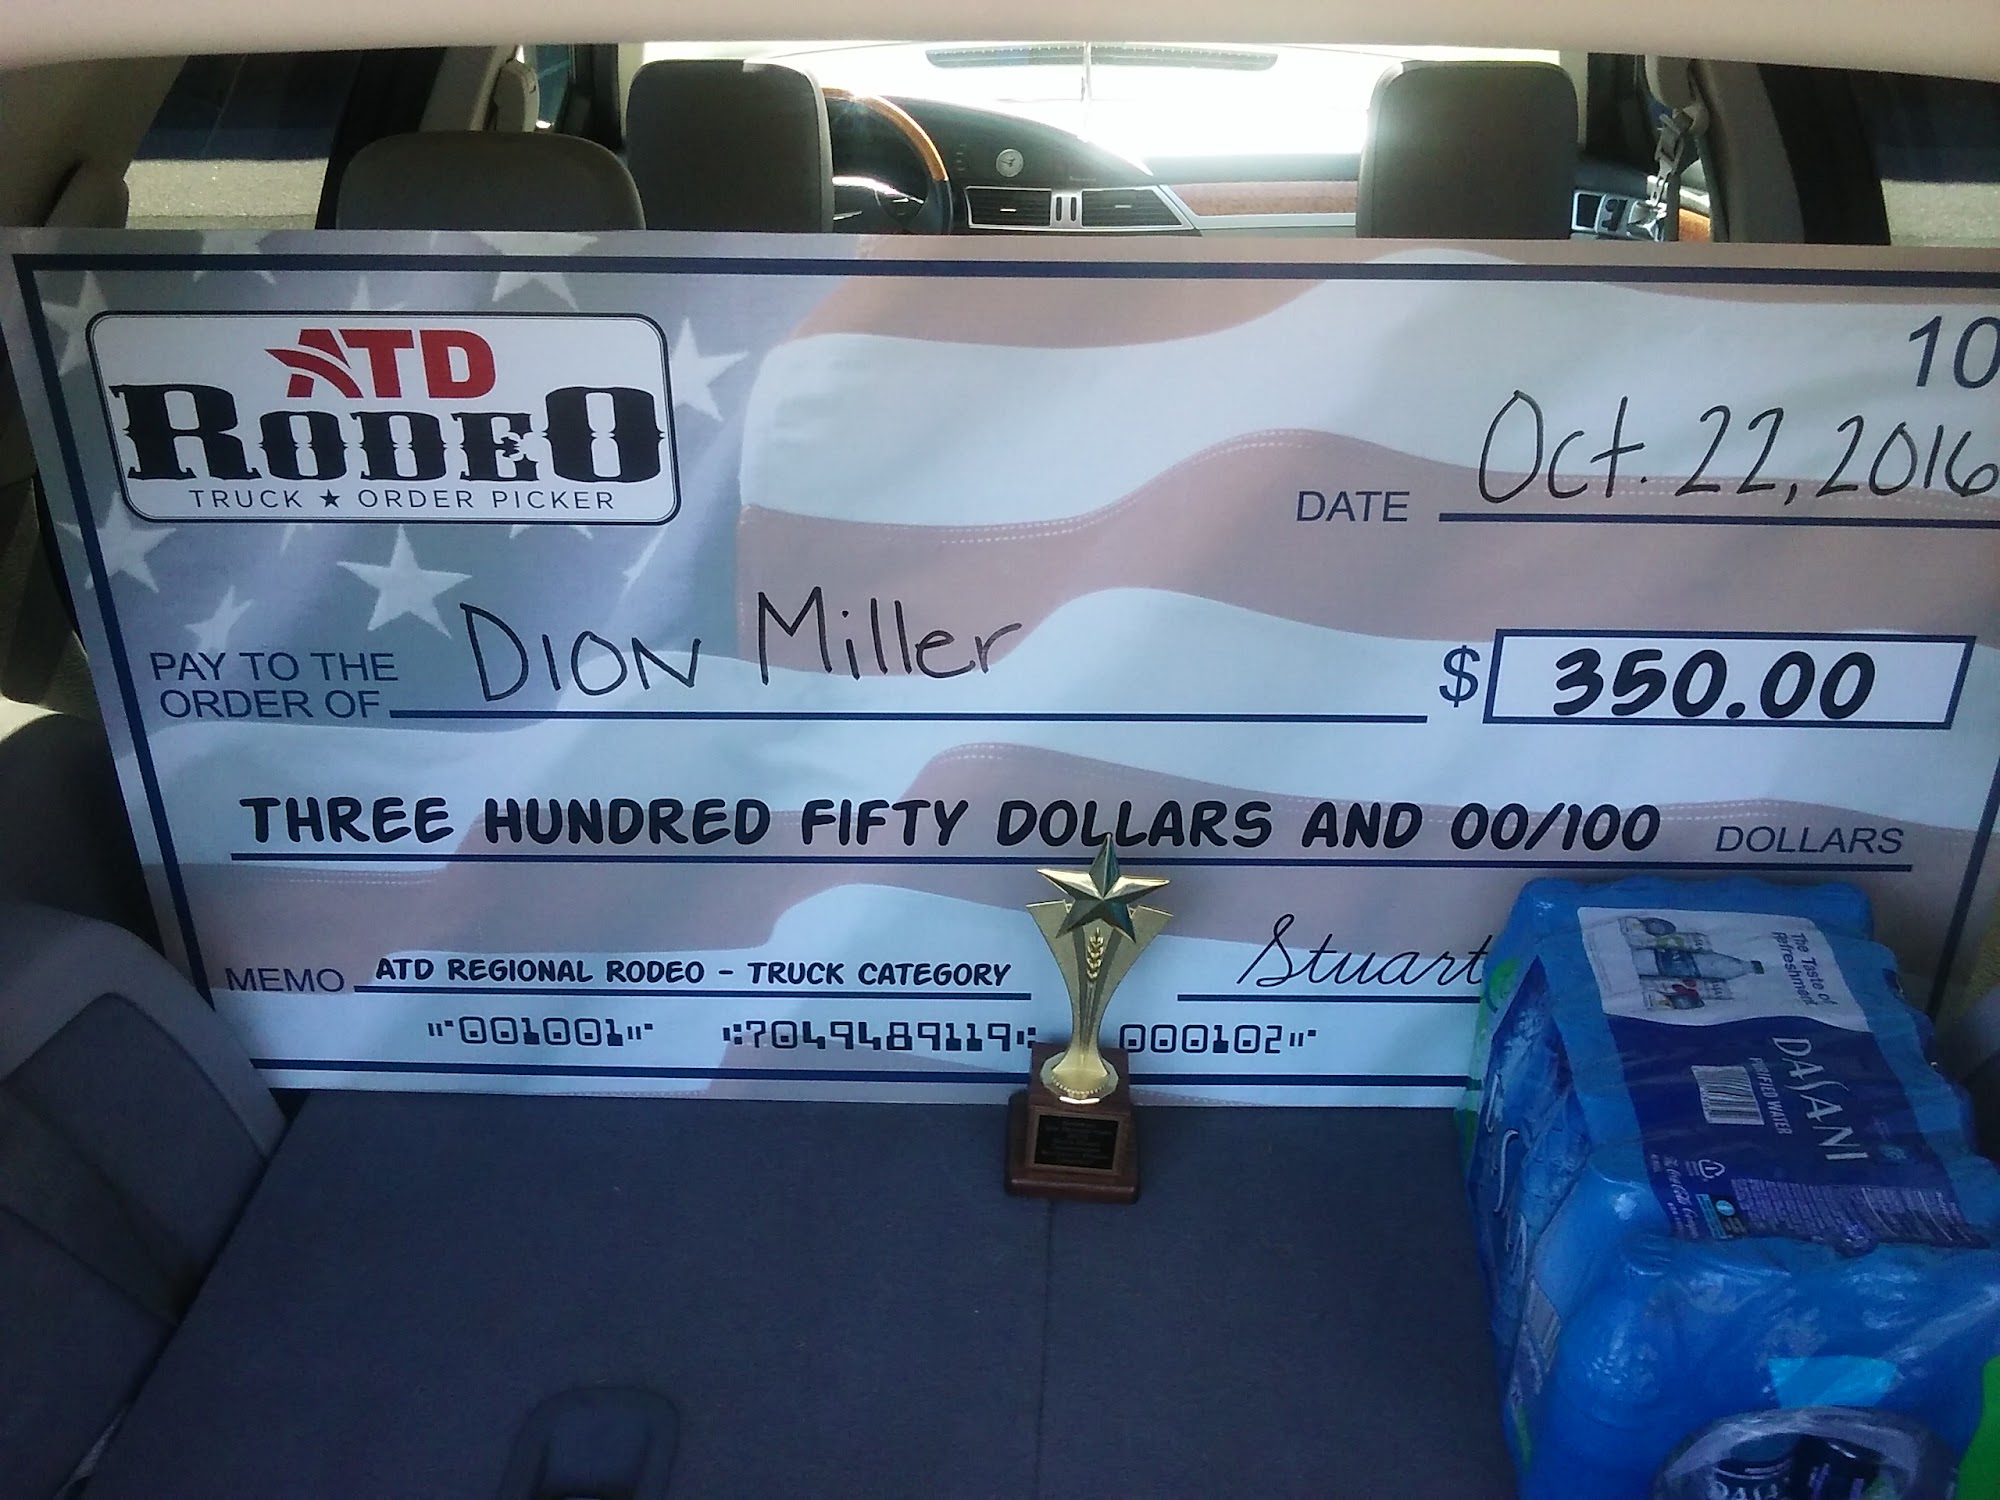 ATD
RODEO
TRUCK ★ ORDER PICKER
10
DATE Oct. 22, 2016
PAY TO THE
ORDER OF Dion Miller $ 350.00
THREE HUNDRED FIFTY DOLLARS AND 00/100 DOLLARS
MEMO ATD REGIONAL RODEO - TRUCK CATEGORY
Stuart
⑈001001⑈ ⑆7049489119⑆ 000102⑈
The Taste of
Refreshment
DASANI
PURIFIED WATER